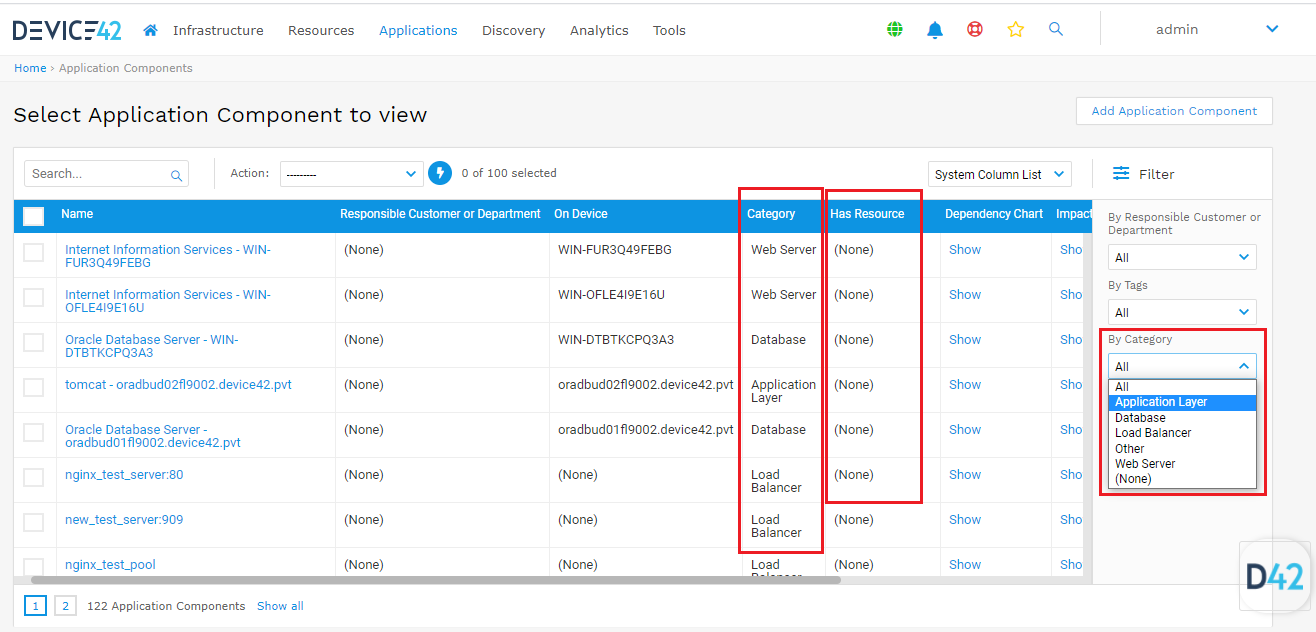 DEVICE42 Infrastructure Resources Applications Discovery Analytics Tools admin
Home › Application Components
Select Application Component to view
Add Application Component
Search... Action: --------- 0 of 100 selected System Column List Filter
Name Responsible Customer or Department On Device Category Has Resource Dependency Chart Impact
Internet Information Services - WIN-
FUR3Q49FEBG
(None) WIN-FUR3Q49FEBG Web Server (None) Show Sho
Internet Information Services - WIN-
OFLE4I9E16U
(None) WIN-OFLE4I9E16U Web Server (None) Show Sho
Oracle Database Server - WIN-
DTBTKCPQ3A3
(None) WIN-DTBTKCPQ3A3 Database (None) Show Sho
tomcat - oradbud02fl9002.device42.pvt (None) oradbud02fl9002.device42.pvt Application
Layer
(None) Show Sho
Oracle Database Server -
oradbud01fl9002.device42.pvt
(None) oradbud01fl9002.device42.pvt Database (None) Show Sho
nginx_test_server:80 (None) (None) Load
Balancer
(None) Show Sho
new_test_server:909 (None) (None) Load
Balancer
(None) Show Sho
nginx_test_pool (None) (None) Load
Balancer
(None) Show Sho
By Responsible Customer or
Department
All
By Tags
All
By Category
All
All
Application Layer
Database
Load Balancer
Other
Web Server
(None)
D42
1 2 122 Application Components Show all